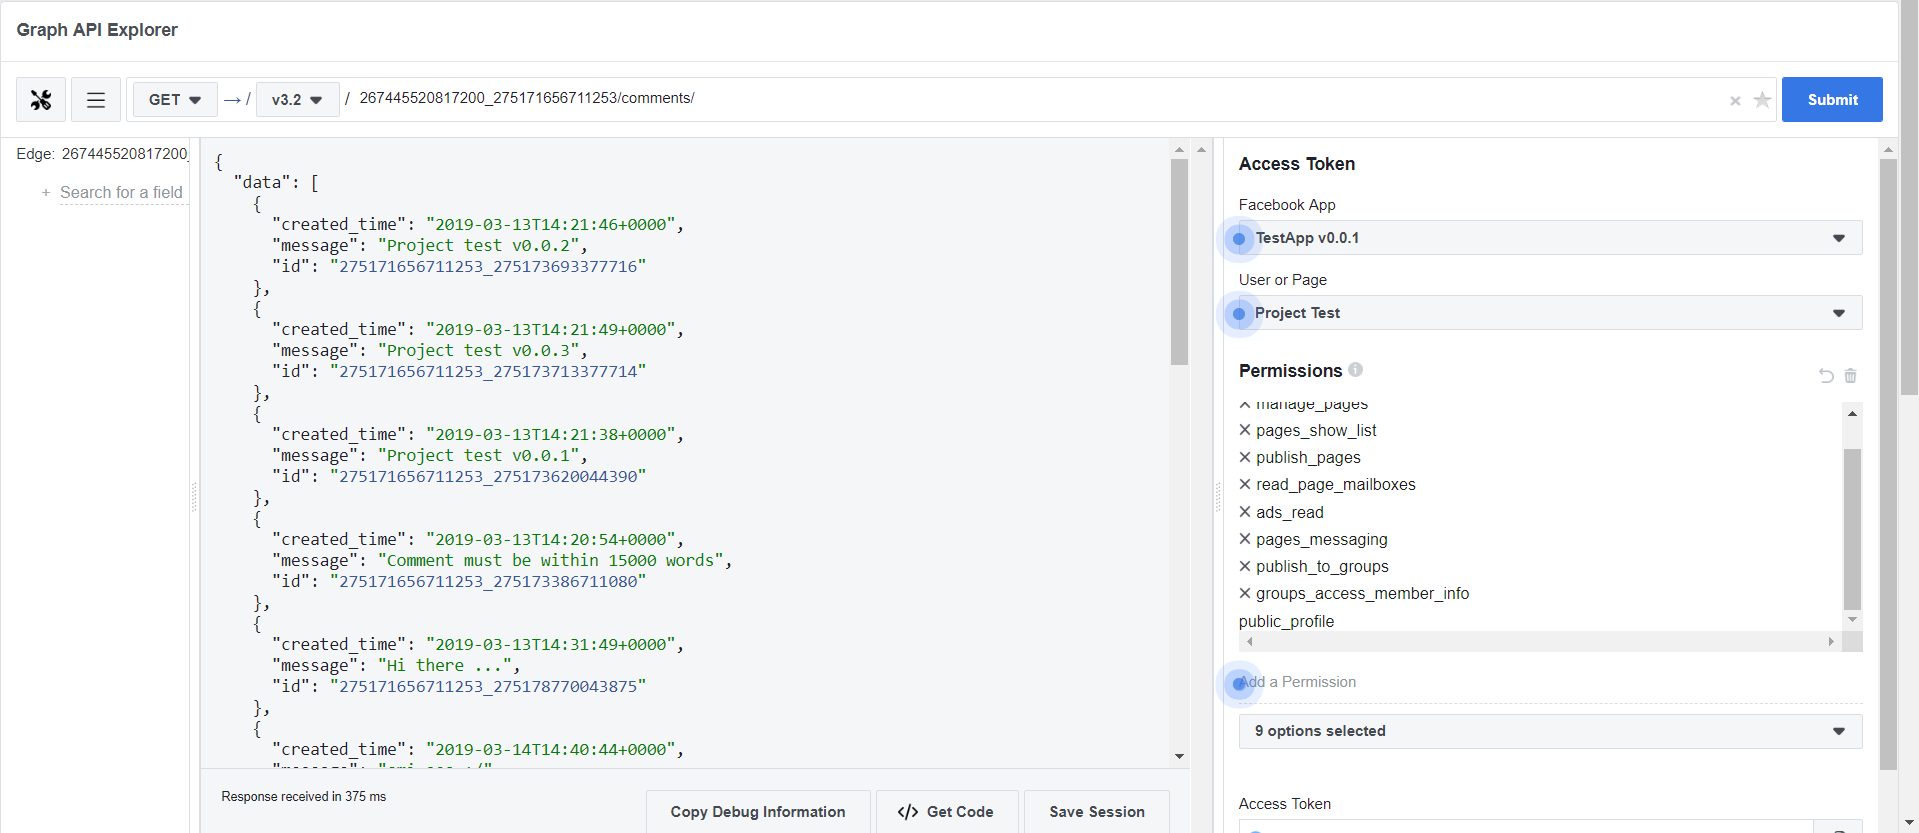 Graph API Explorer
GET → / v3.2 / 267445520817200_275171656711253/comments/ × Submit
Edge: 267445520817200_
+ Search for a field
{
"data": [
{
"created_time": "2019-03-13T14:21:46+0000",
"message": "Project test v0.0.2",
"id": "275171656711253_275173693377716"
},
{
"created_time": "2019-03-13T14:21:49+0000",
"message": "Project test v0.0.3",
"id": "275171656711253_275173713377714"
},
{
"created_time": "2019-03-13T14:21:38+0000",
"message": "Project test v0.0.1",
"id": "275171656711253_275173620044390"
},
{
"created_time": "2019-03-13T14:20:54+0000",
"message": "Comment must be within 15000 words",
"id": "275171656711253_275173386711080"
},
{
"created_time": "2019-03-13T14:31:49+0000",
"message": "Hi there ...",
"id": "275171656711253_275178770043875"
},
{
"created_time": "2019-03-14T14:40:44+0000",
"message":
Response received in 375 ms
Copy Debug Information
</> Get Code
Save Session
Access Token
Facebook App
TestApp v0.0.1
User or Page
Project Test
Permissions
manage_pages
pages_show_list
publish_pages
read_page_mailboxes
ads_read
pages_messaging
publish_to_groups
groups_access_member_info
public_profile
Add a Permission
9 options selected
Access Token